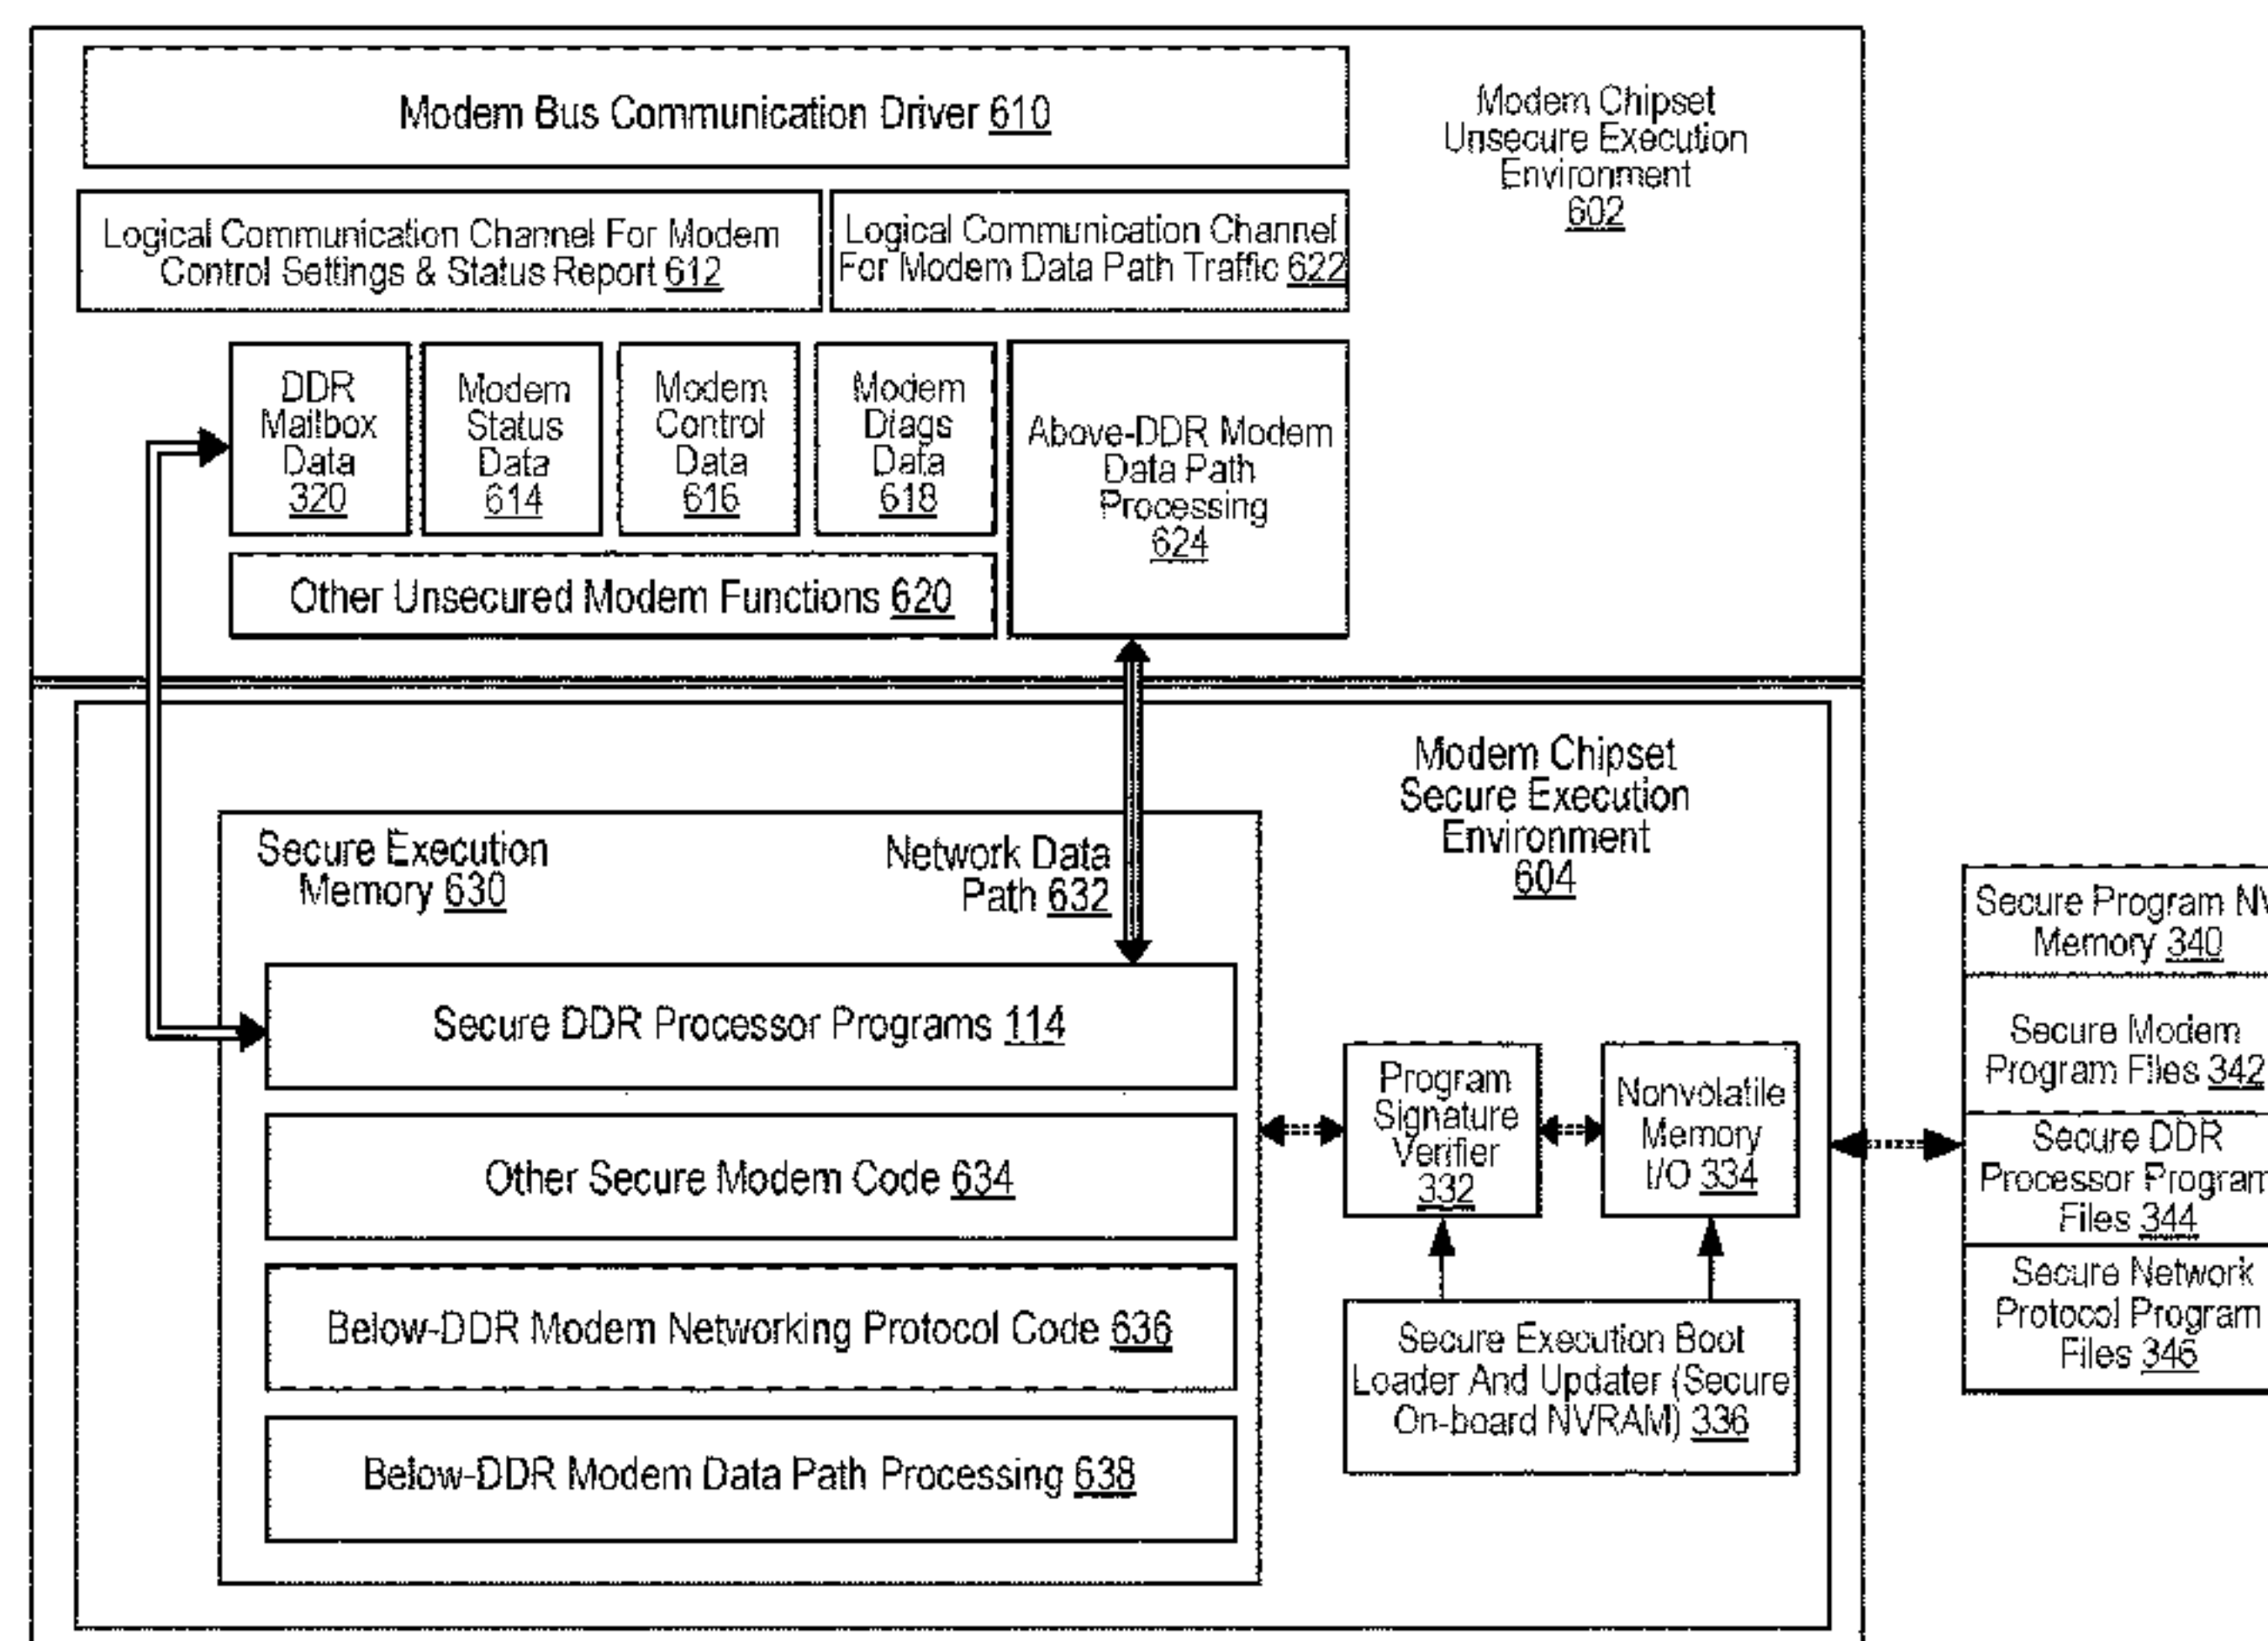 Modem Bus Communication Driver 610
Modem Chipset
Unsecure Execution
Environment
602
Logical Communication Channel For Modem
Control Settings & Status Report 612
Logical Communication Channel
For Modem Data Path Traffic 622
DDR
Mailbox
Data
320
Modem
Status
Data
614
Modem
Control
Data
616
Modem
Diags
Data
618
Above-DDR Modem
Data Path
Processing
624
Other Unsecured Modem Functions 620
Modem Chipset
Secure Execution
Environment
604
Secure Execution
Memory 630
Network Data
Path 632
Secure DDR Processor Programs 114
Other Secure Modem Code 634
Below-DDR Modem Networking Protocol Code 636
Below-DDR Modem Data Path Processing 638
Program
Signature
Verifier
332
Nonvolatile
Memory
I/O 334
Secure Execution Boot
Loader And Updater (Secure
On-board NVRAM) 336
Secure Program
Memory 340
Secure Modem
Program Files 342
Secure DDR
Processor Program
Files 344
Secure Network
Protocol Program
Files 346